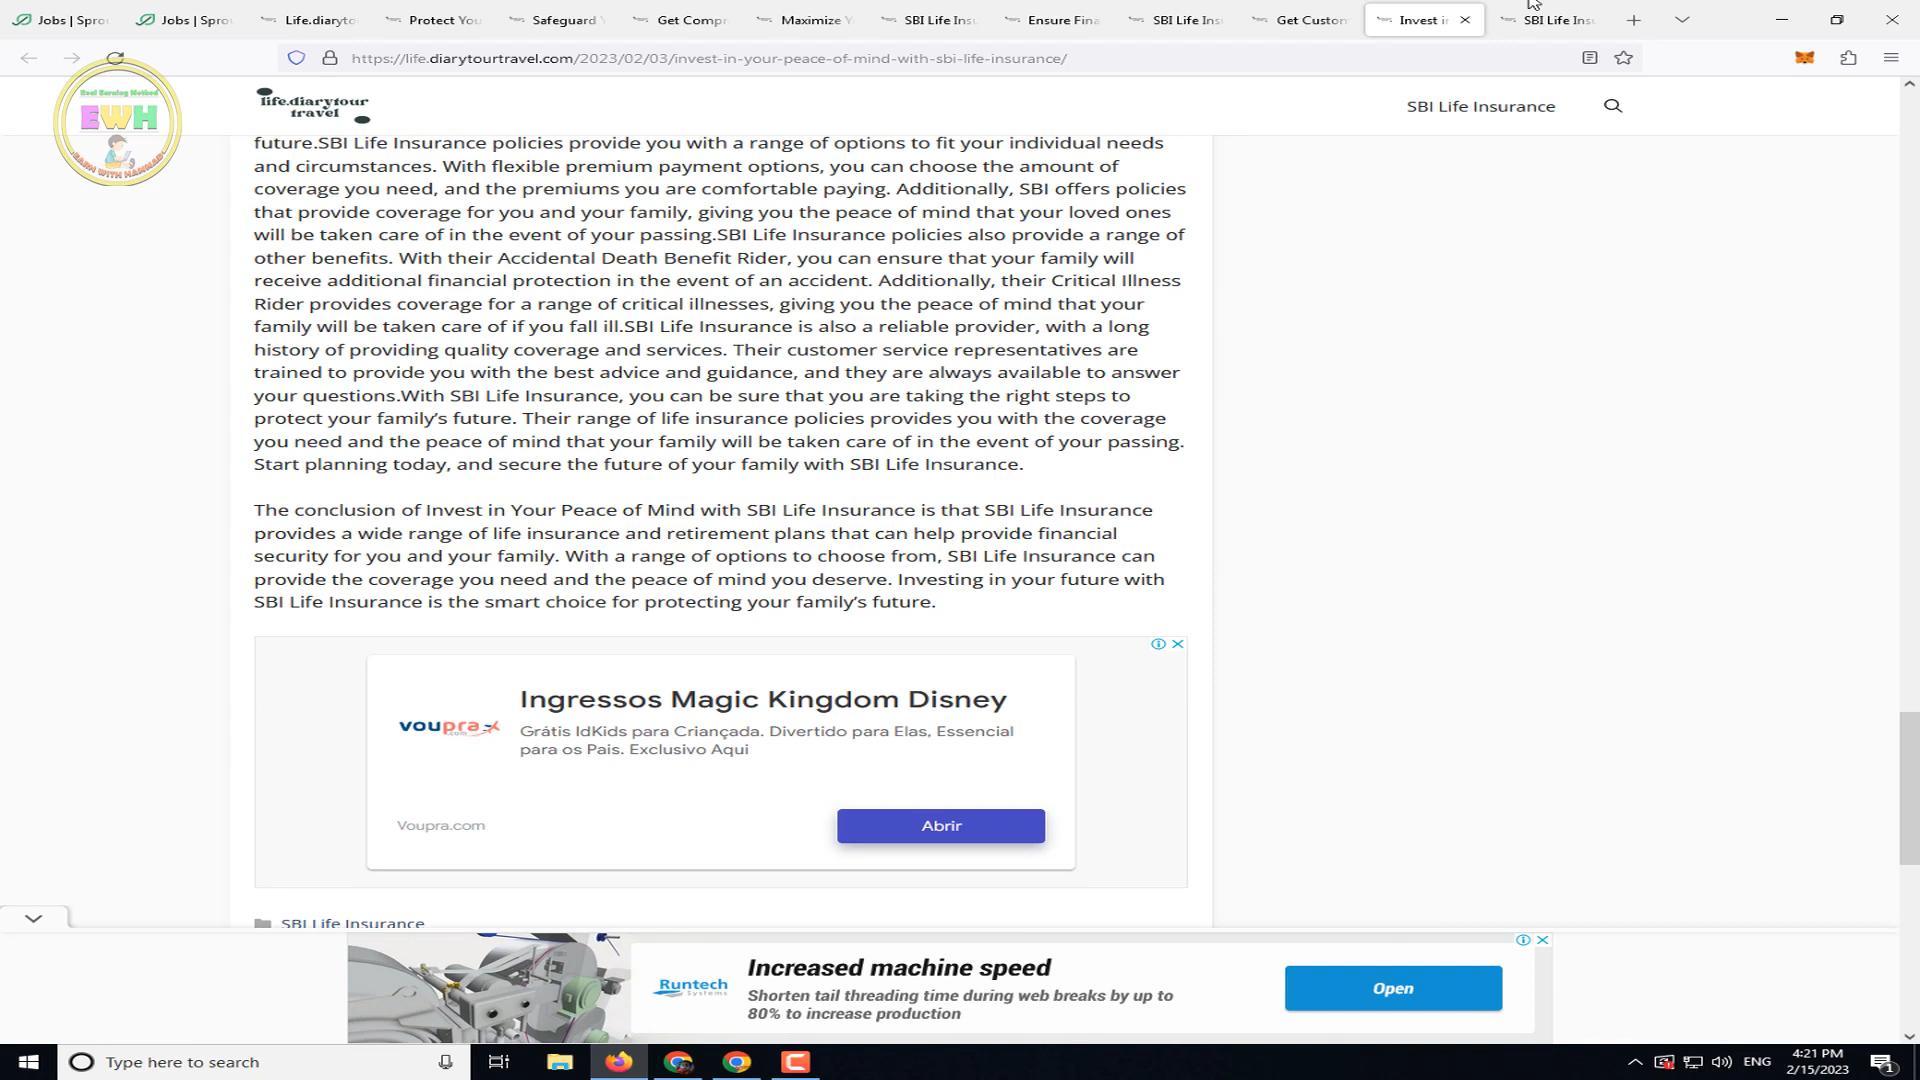 Jobs | Spro
Jobs | Spro
Life.diaryto
Protect You
Safeguard
Get Comp
Maximize Y
SBI Life Ins
Ensure Fina
SBI Life Ins
Get Custom
Invest i
SBI Life Ins
https://life.diarytourtravel.com/2023/02/03/invest-in-your-peace-of-mind-with-sbi-life-insurance/
Real Earning Method
EWH
EARN WITH HAMMAD
life.diarytour
travel
SBI Life Insurance
future.SBI Life Insurance policies provide you with a range of options to fit your individual needs
and circumstances. With flexible premium payment options, you can choose the amount of
coverage you need, and the premiums you are comfortable paying. Additionally, SBI offers policies
that provide coverage for you and your family, giving you the peace of mind that your loved ones
will be taken care of in the event of your passing.SBI Life Insurance policies also provide a range of
other benefits. With their Accidental Death Benefit Rider, you can ensure that your family will
receive additional financial protection in the event of an accident. Additionally, their Critical Illness
Rider provides coverage for a range of critical illnesses, giving you the peace of mind that your
family will be taken care of if you fall ill.SBI Life Insurance is also a reliable provider, with a long
history of providing quality coverage and services. Their customer service representatives are
trained to provide you with the best advice and guidance, and they are always available to answer
your questions.With SBI Life Insurance, you can be sure that you are taking the right steps to
protect your family’s future. Their range of life insurance policies provides you with the coverage
you need and the peace of mind that your family will be taken care of in the event of your passing.
Start planning today, and secure the future of your family with SBI Life Insurance.
The conclusion of Invest in Your Peace of Mind with SBI Life Insurance is that SBI Life Insurance
provides a wide range of life insurance and retirement plans that can help provide financial
security for you and your family. With a range of options to choose from, SBI Life Insurance can
provide the coverage you need and the peace of mind you deserve. Investing in your future with
SBI Life Insurance is the smart choice for protecting your family’s future.
voupra
.com
Ingressos Magic Kingdom Disney
Grátis IdKids para Criançada. Divertido para Elas, Essencial
para os Pais. Exclusivo Aqui
Voupra.com
Abrir
SBI Life Insurance
Runtech
Systems
Increased machine speed
Shorten tail threading time during web breaks by up to
80% to increase production
Open
Type here to search
ENG
4:21 PM
2/15/2023
1